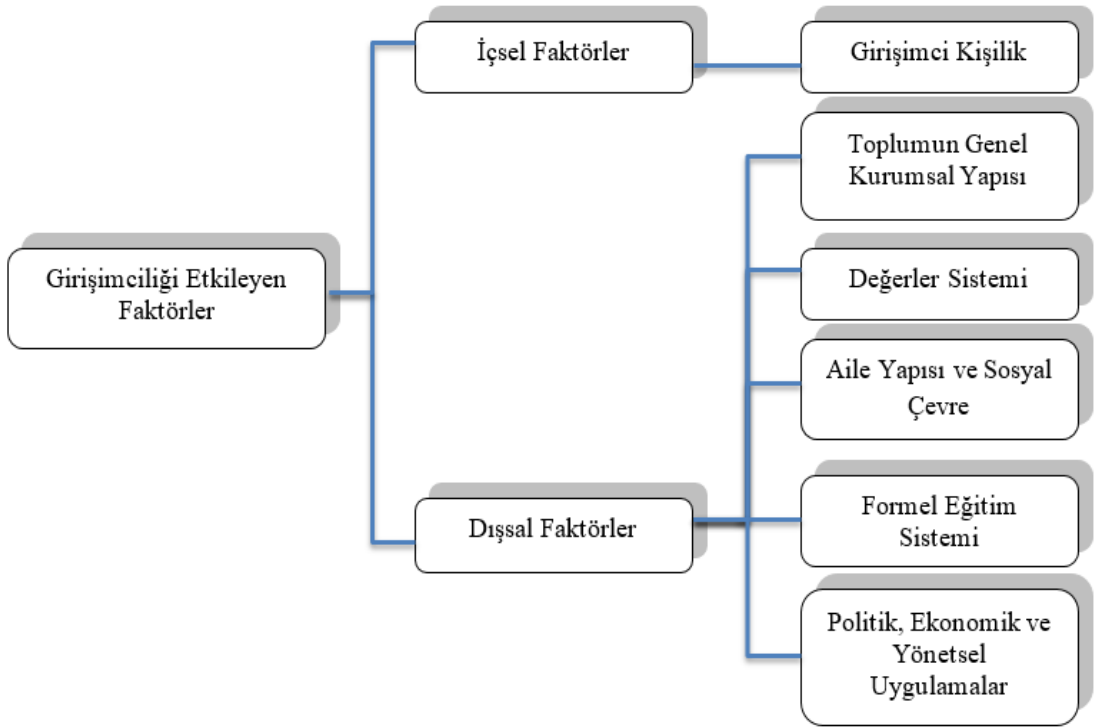 İçsel Faktörler
Girişimci Kişilik
Toplumun Genel
Kurumsal Yapısı
Girişimciliği Etkileyen
Faktörler
Değerler Sistemi
Aile Yapısı ve Sosyal
Çevre
Dışsal Faktörler
Formel Eğitim
Sistemi
Politik, Ekonomik ve
Yönetsel
Uygulamalar